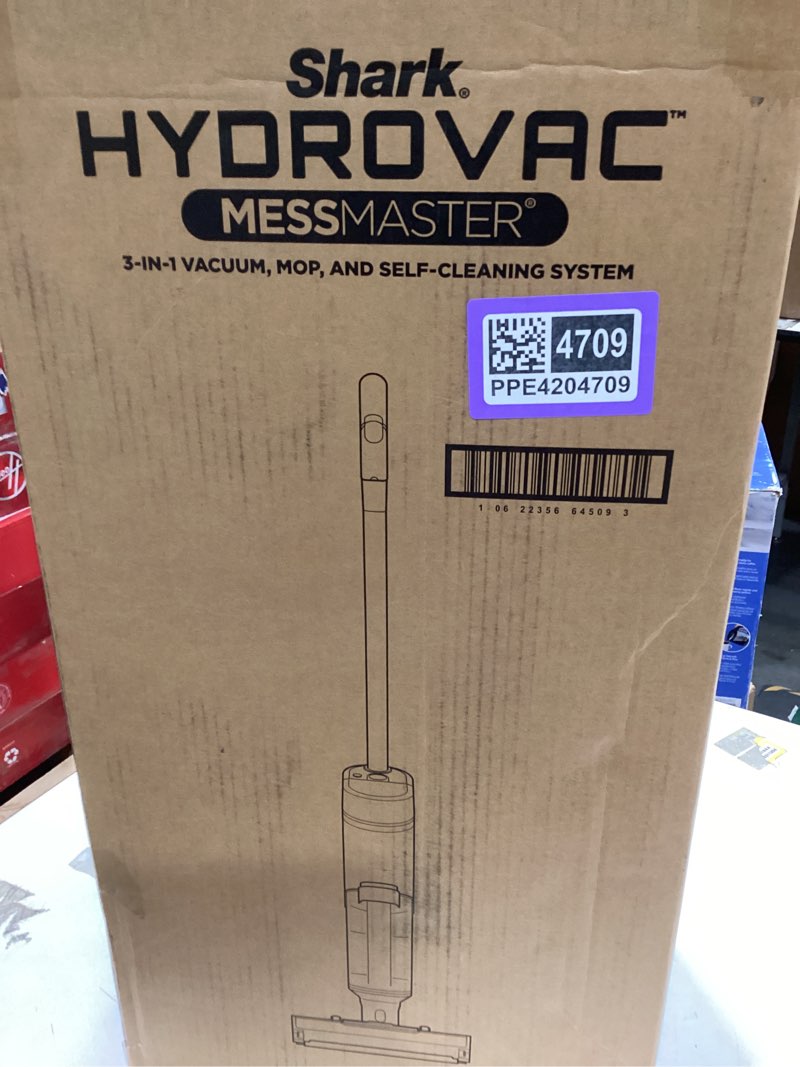 Shark®
HYDROVAC™
MESSMASTER®
3-IN-1 VACUUM, MOP, AND SELF-CLEANING SYSTEM
4709
PPE4204709
1 06 22356 64509 3